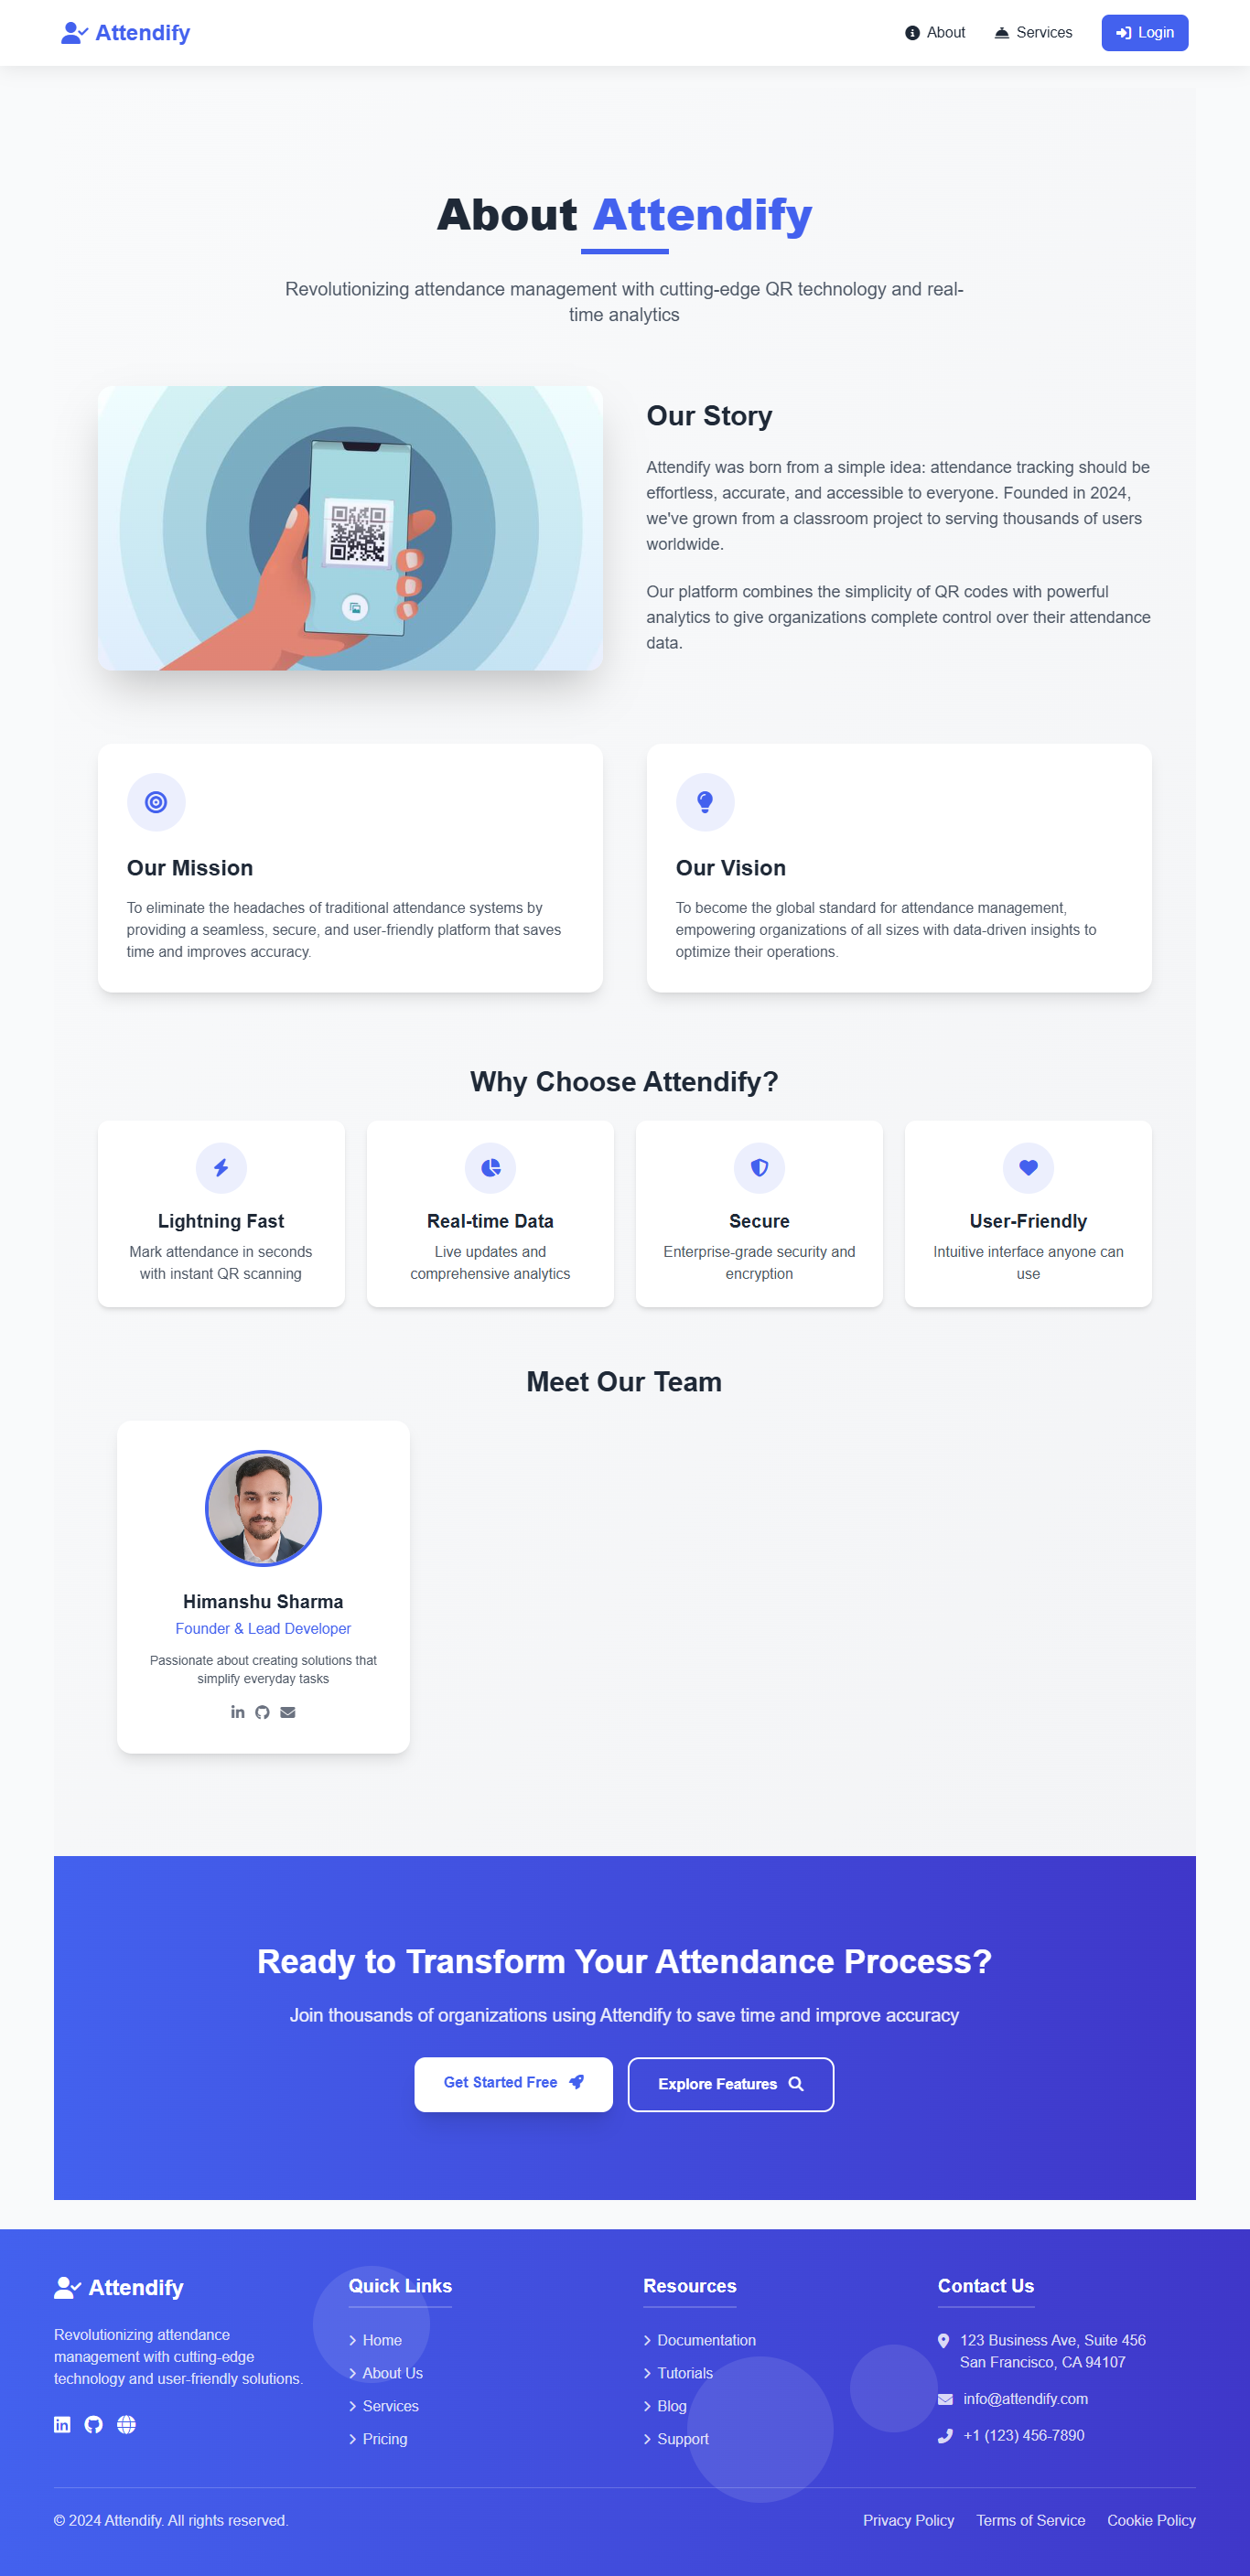 Attendify
About
Services
Login
About Attendify
Revolutionizing attendance management with cutting-edge QR technology and real-
time analytics
Our Story
Attendify was born from a simple idea: attendance tracking should be
effortless, accurate, and accessible to everyone. Founded in 2024,
we've grown from a classroom project to serving thousands of users
worldwide.
Our platform combines the simplicity of QR codes with powerful
analytics to give organizations complete control over their attendance
data.
Our Mission
To eliminate the headaches of traditional attendance systems by
providing a seamless, secure, and user-friendly platform that saves
time and improves accuracy.
Our Vision
To become the global standard for attendance management,
empowering organizations of all sizes with data-driven insights to
optimize their operations.
Why Choose Attendify?
Lightning Fast
Mark attendance in seconds
with instant QR scanning
Real-time Data
Live updates and
comprehensive analytics
Secure
Enterprise-grade security and
encryption
User-Friendly
Intuitive interface anyone can
use
Meet Our Team
Himanshu Sharma
Founder & Lead Developer
Passionate about creating solutions that
simplify everyday tasks
Ready to Transform Your Attendance Process?
Join thousands of organizations using Attendify to save time and improve accuracy
Get Started Free
Explore Features
Attendify
Revolutionizing attendance
management with cutting-edge
technology and user-friendly solutions.
Quick Links
Home
About Us
Services
Pricing
Resources
Documentation
Tutorials
Blog
Support
Contact Us
123 Business Ave, Suite 456
San Francisco, CA 94107
info@attendify.com
+1 (123) 456-7890
© 2024 Attendify. All rights reserved.
Privacy Policy
Terms of Service
Cookie Policy